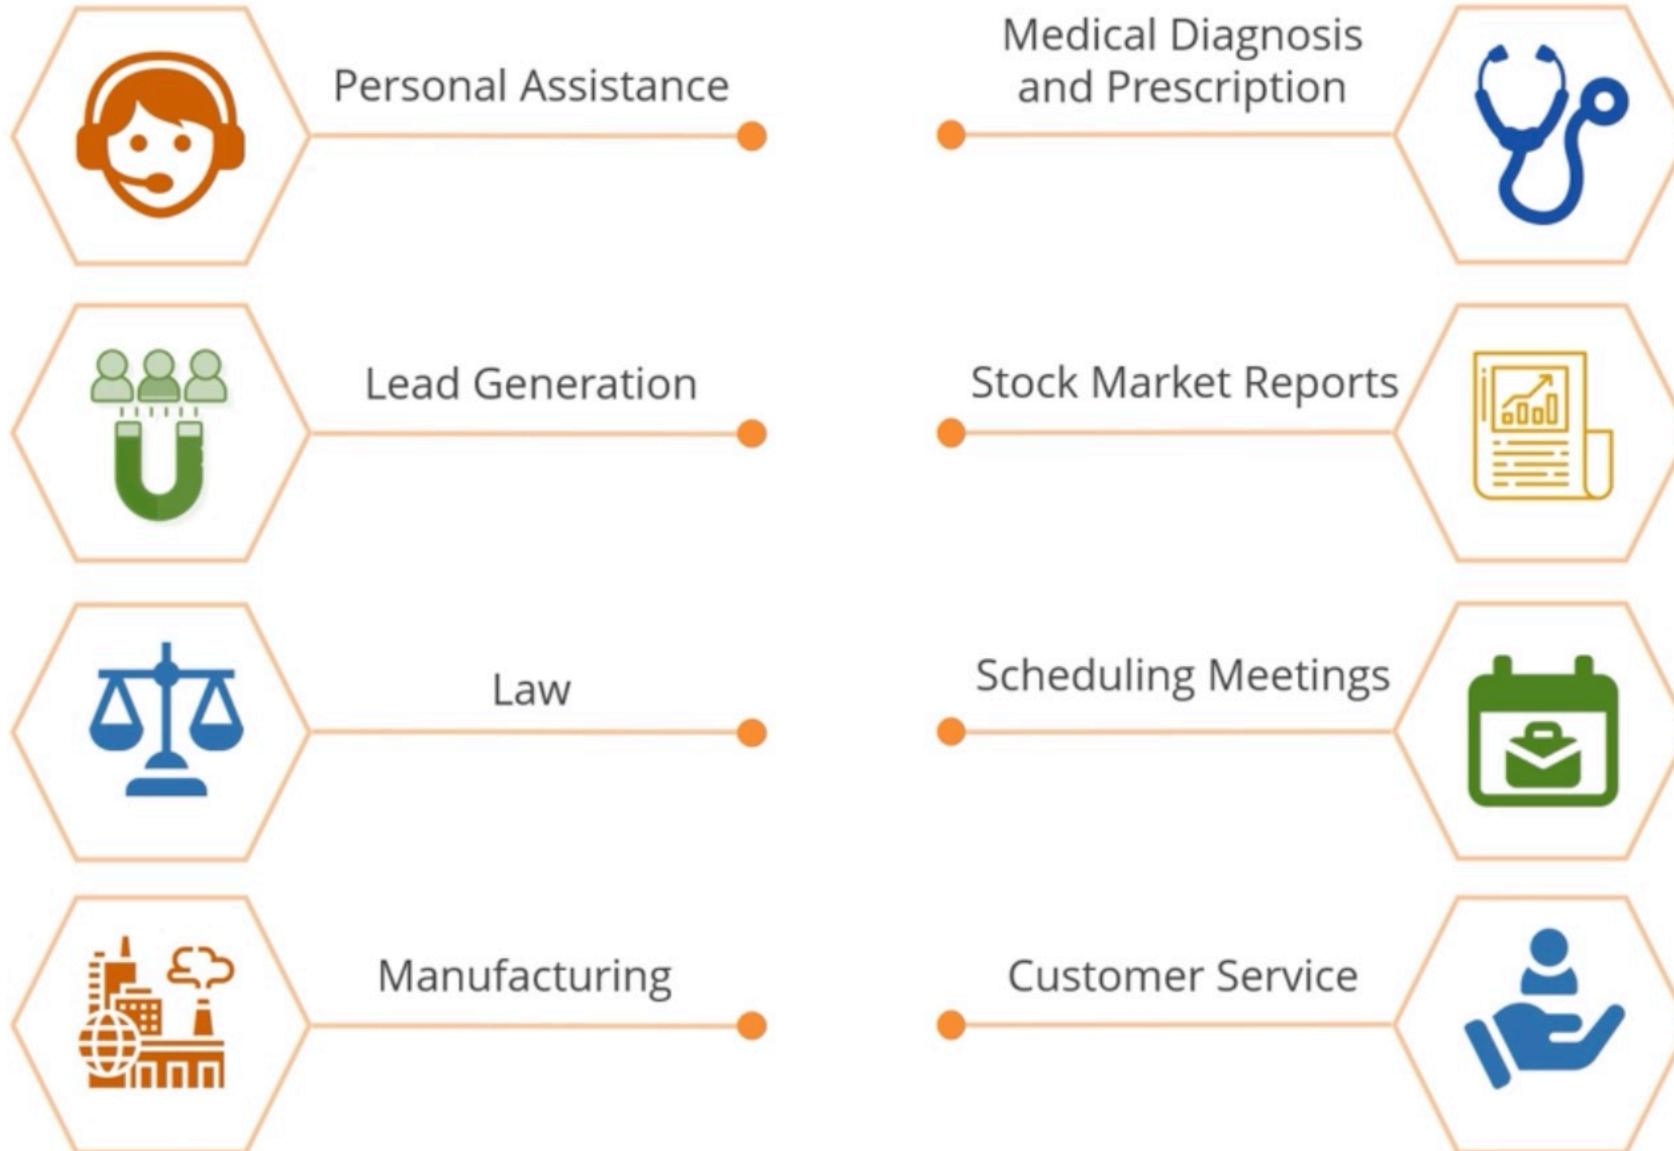 Personal Assistance
Medical Diagnosis
and Prescription
Lead Generation
Stock Market Reports
Law
Scheduling Meetings
Manufacturing
Customer Service